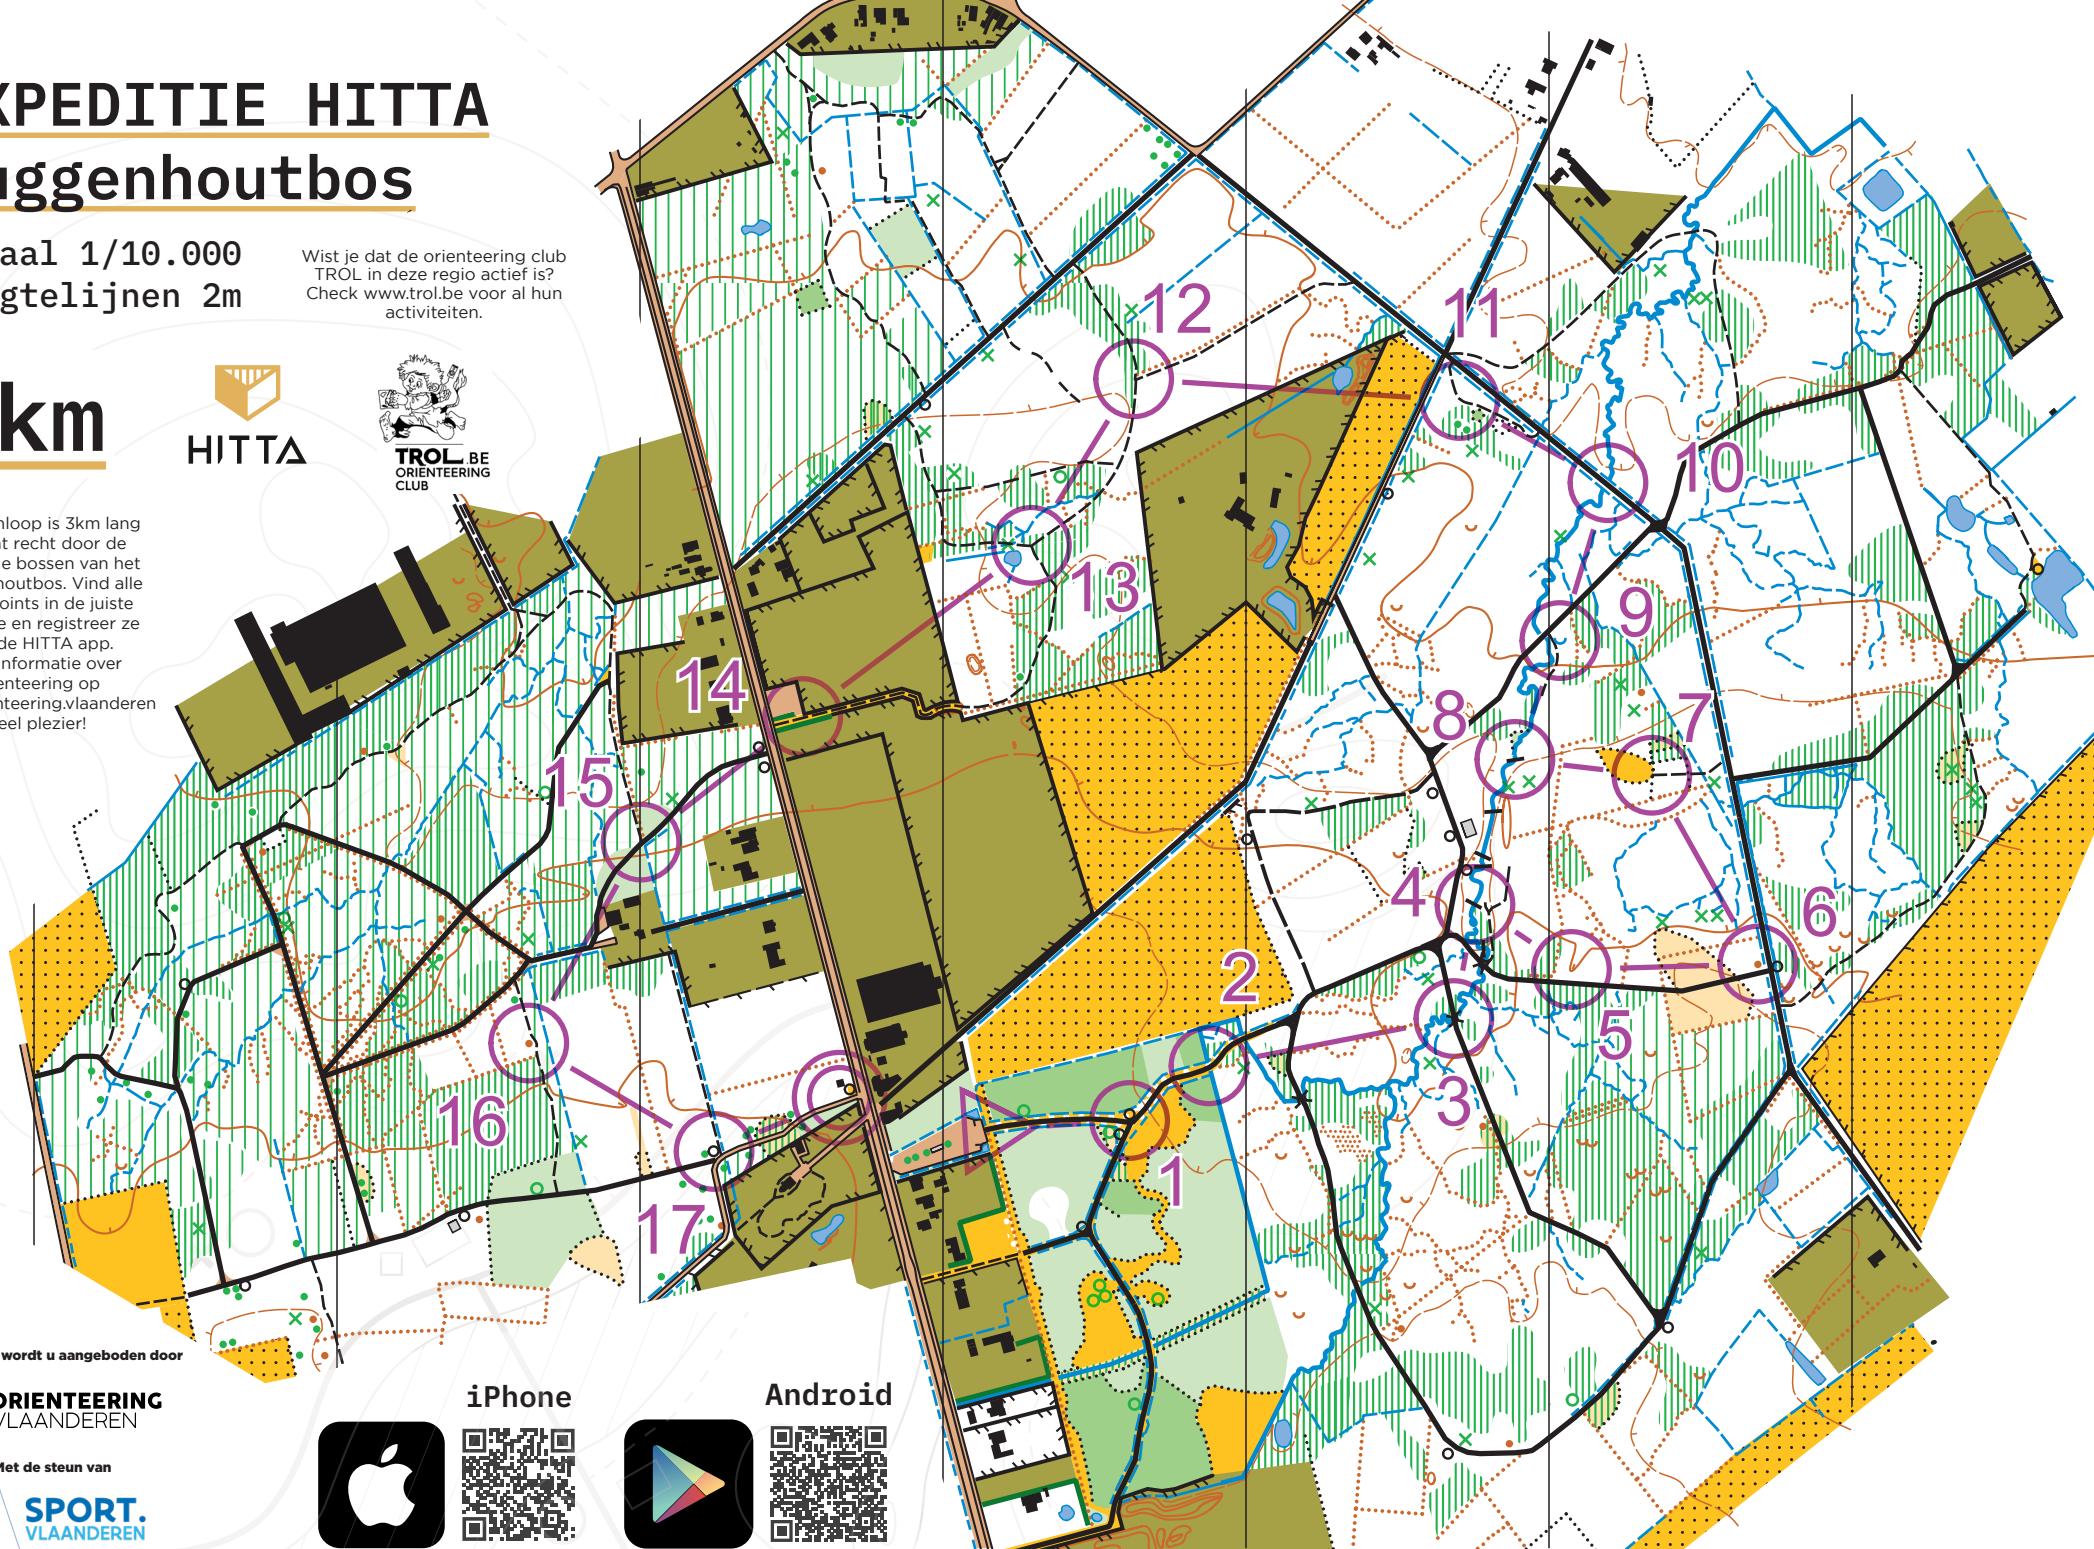 XPEDITIE HITTA
uggenhoutbos
aal 1/10.000
gtelijnen 2m
Wist je dat de orienteering club
TROL in deze regio actief is?
Check www.trol.be voor al hun
activiteiten.
km
HITTA
TROL.BE
ORIENTEERING
CLUB
nloop is 3km lang
t recht door de
e bossen van het
houtbos. Vind alle
oints in de juiste
e en registreer ze
de HITTA app.
nformatie over
enteering op
nteering.vlaanderen
eel plezier!
12
11
10
13
9
14
8
7
15
4
6
2
5
3
16
1
17
wordt u aangeboden door
ORIENTEERING
VLAANDEREN
Met de steun van
SPORT.
VLAANDEREN
iPhone
Android